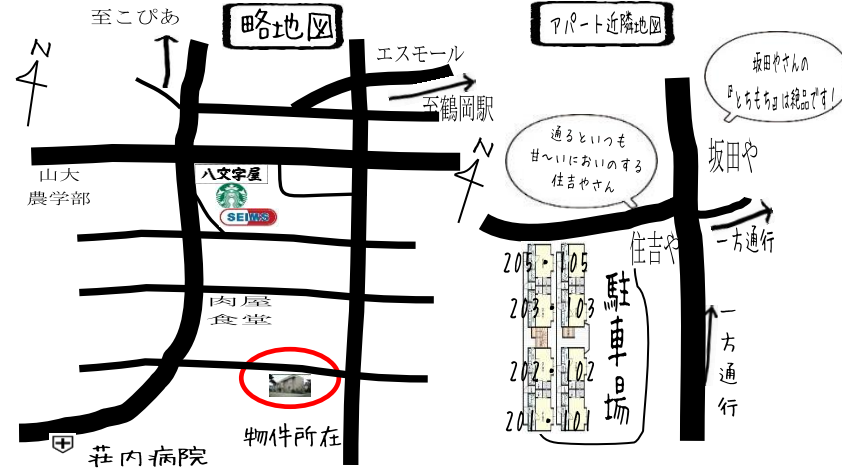 略地図
至こぴあ
N
エスモール
至鶴岡駅
山大
農学部
八文字屋
SEIMS
肉屋
食堂
物件所在
荘内病院
アパート近隣地図
坂田やさんの
『とちもち』は絶品です!
通るといつも
甘〜いにおいのする
住吉やさん
N
坂田や
住吉や
一方通行
一方通行
駐車場
205
105
203
103
202
102
201
101